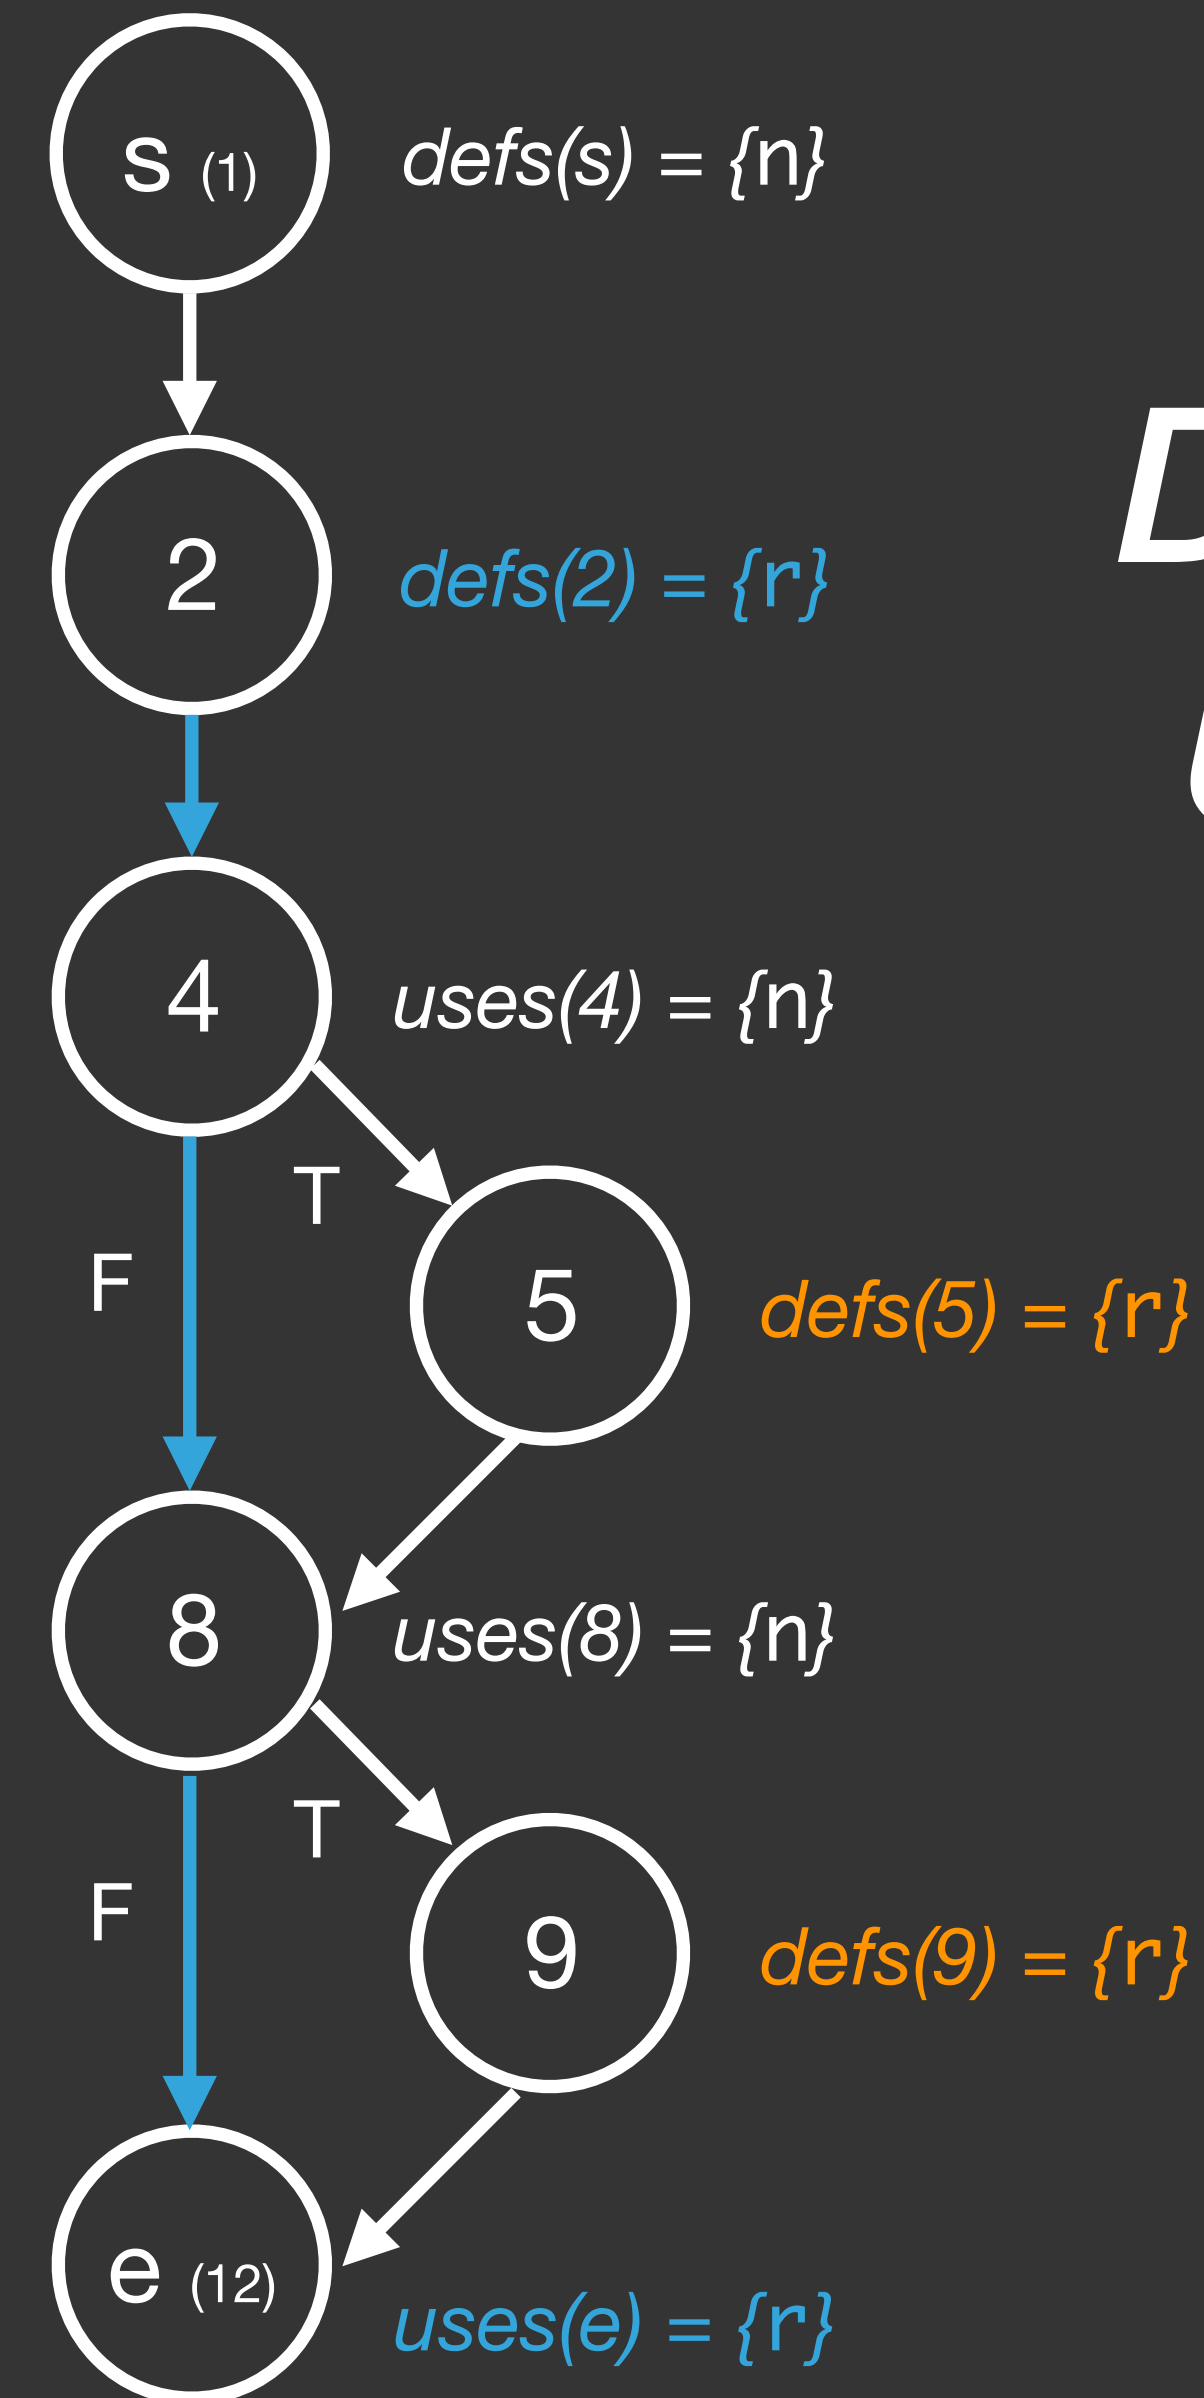 s (1) defs(s) = {n}
2 defs(2) = {r}
4 uses(4) = {n}
T
F
5 defs(5) = {r}
8 uses(8) = {n}
T
F
9 defs(9) = {r}
e (12) uses(e) = {r}